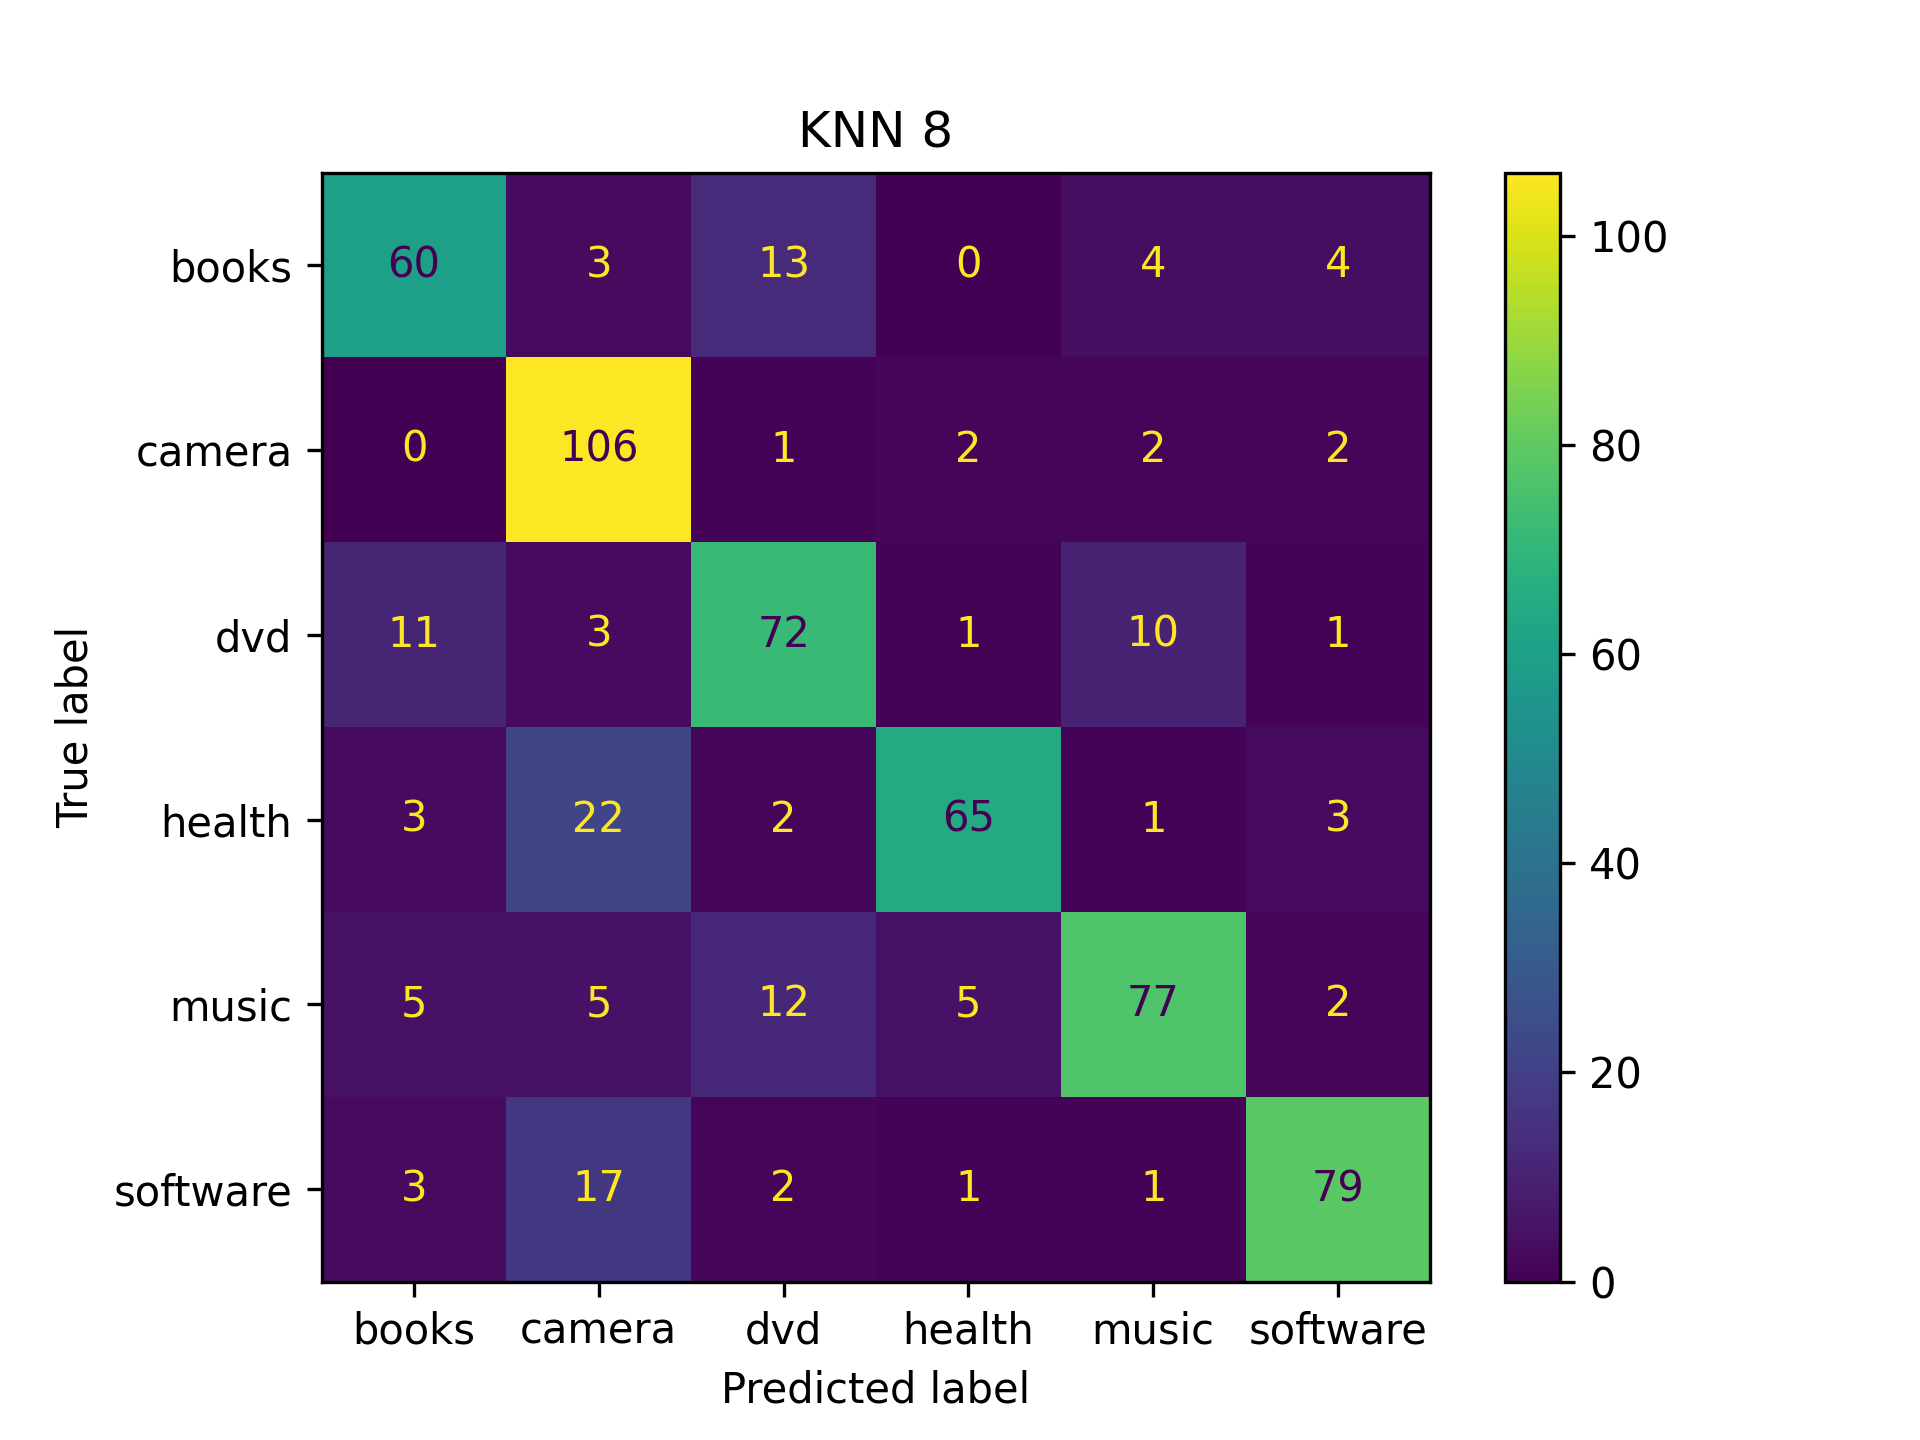 KNN 8
books 60 3 13 0 4 4
camera 0 106 1 2 2 2
dvd 11 3 72 1 10 1
health 3 22 2 65 1 3
music 5 5 12 5 77 2
software 3 17 2 1 1 79
books camera dvd health music software
Predicted label
True label
100
80
60
40
20
0